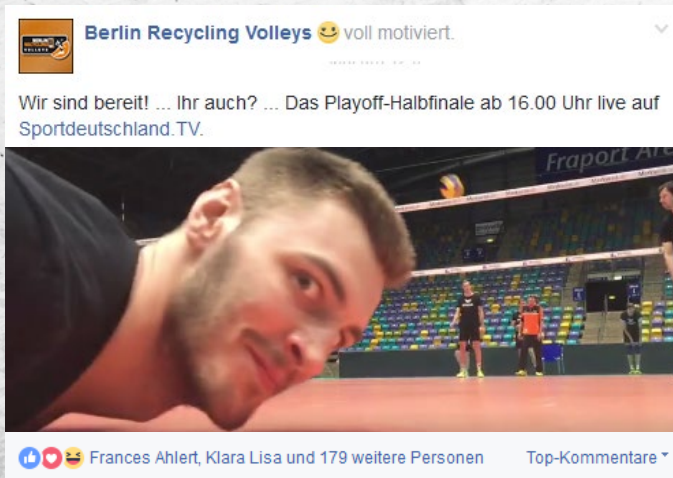 Berlin Recycling Volleys voll motiviert.
Wir sind bereit! ... Ihr auch? ... Das Playoff-Halbfinale ab 16.00 Uhr live auf
Sportdeutschland.TV.
Fraport Are
Frances Ahlert, Klara Lisa und 179 weitere Personen
Top-Kommentare